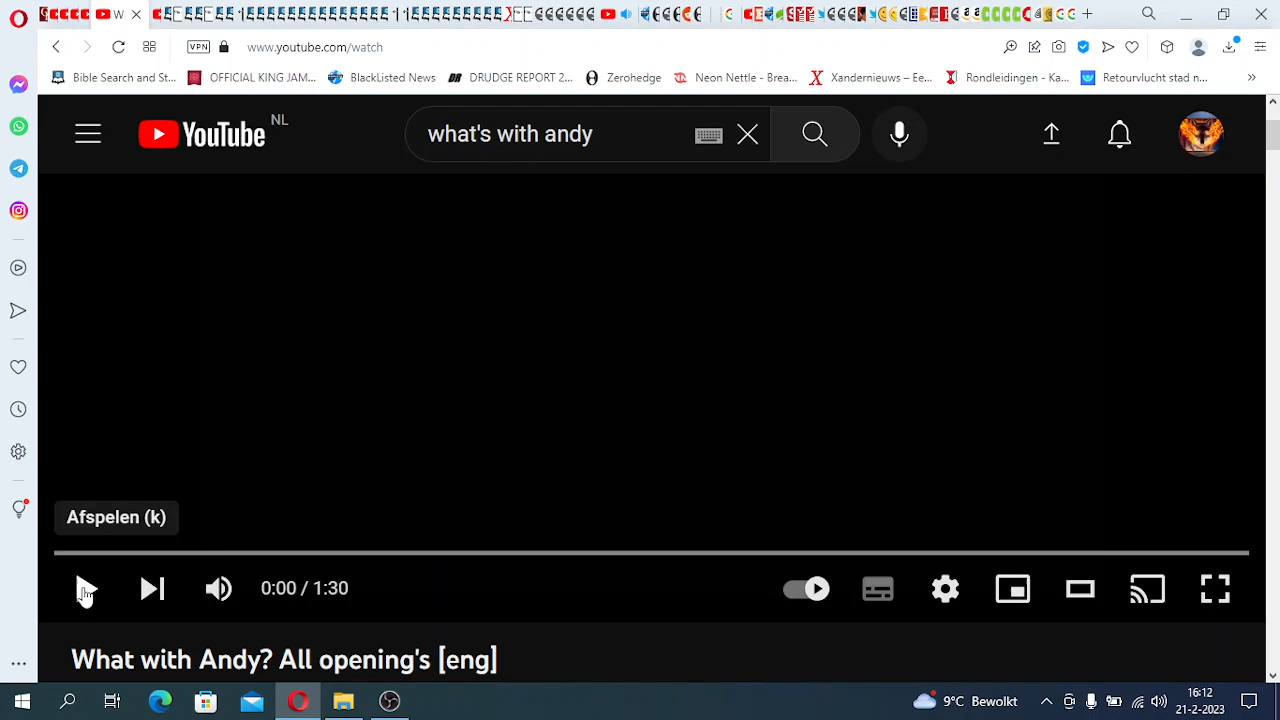 W
VPN
www.youtube.com/watch
Bible Search and St...
OFFICIAL KING JAM...
BlackListed News
DR
DRUDGE REPORT 2...
Zerohedge
Neon Nettle - Brea...
X
Xandernieuws – Ee...
Rondleidingen - Ka...
Retourvlucht stad n...
YouTube
NL
what's with andy
Afspelen (k)
0:00 / 1:30
What with Andy? All opening's [eng]
9°C Bewolkt
16:12
21-2-2023